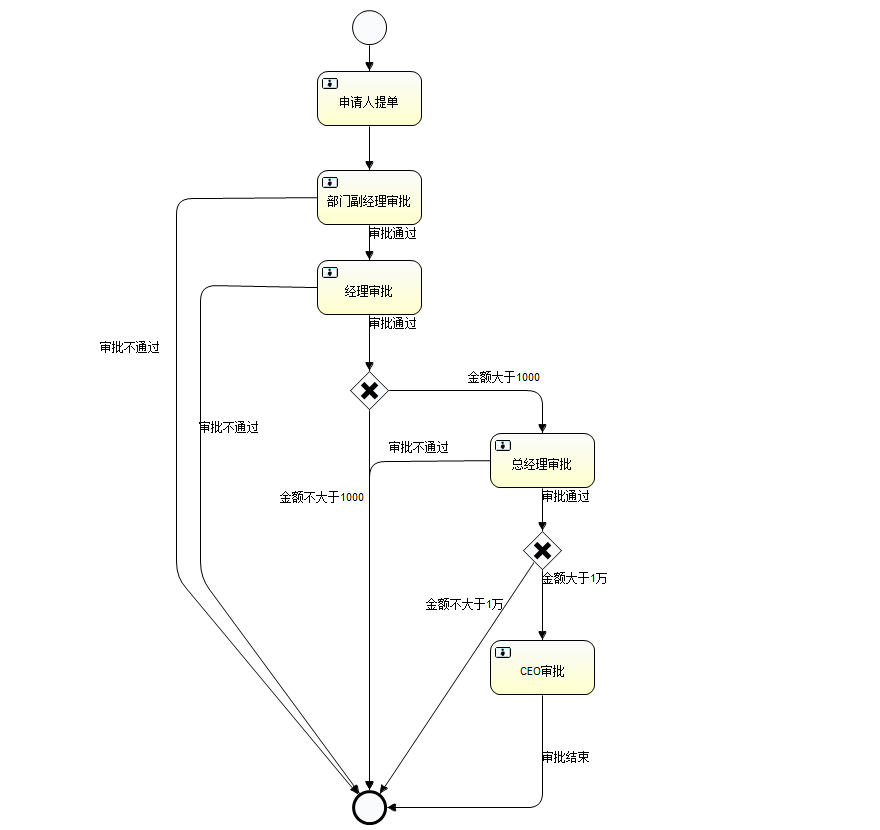 申请人提单
部门副经理审批
审批通过
经理审批
审批通过
审批不通过
金额大于1000
审批不通过
审批不通过
总经理审批
金额不大于1000
审批通过
金额大于1万
金额不大于1万
CEO审批
审批结束